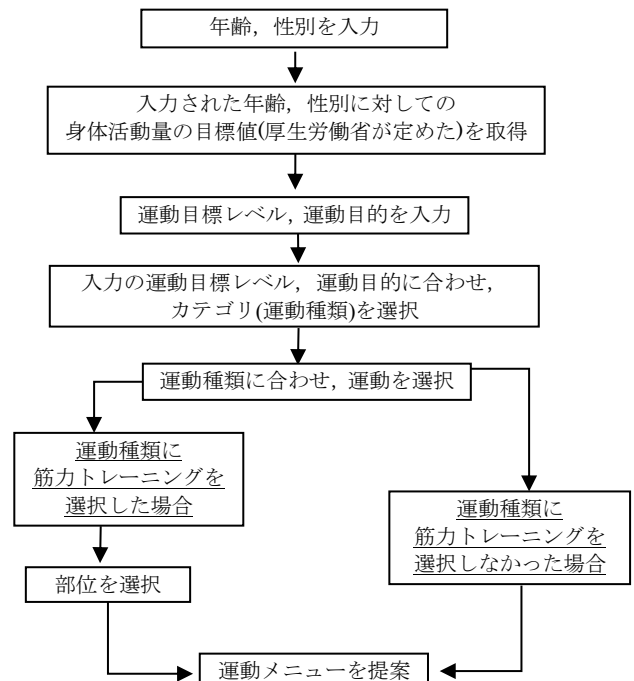 年齢，性別を入力
入力された年齢，性別に対しての
身体活動量の目標値(厚生労働省が定めた)を取得
運動目標レベル，運動目的を入力
入力の運動目標レベル，運動目的に合わせ，
カテゴリ(運動種類)を選択
運動種類に合わせ，運動を選択
運動種類に
筋力トレーニングを
選択した場合
運動種類に
筋力トレーニングを
選択しなかった場合
部位を選択
運動メニューを提案